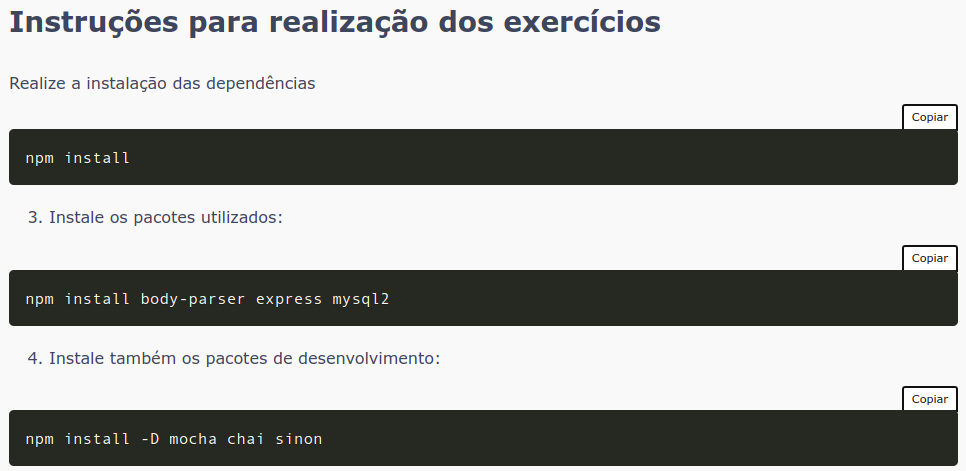 Instruções para realização dos exercícios
Realize a instalação das dependências
Copiar
npm install
3. Instale os pacotes utilizados:
Copiar
npm install body-parser express mysql2
4. Instale também os pacotes de desenvolvimento:
Copiar
npm install -D mocha chai sinon